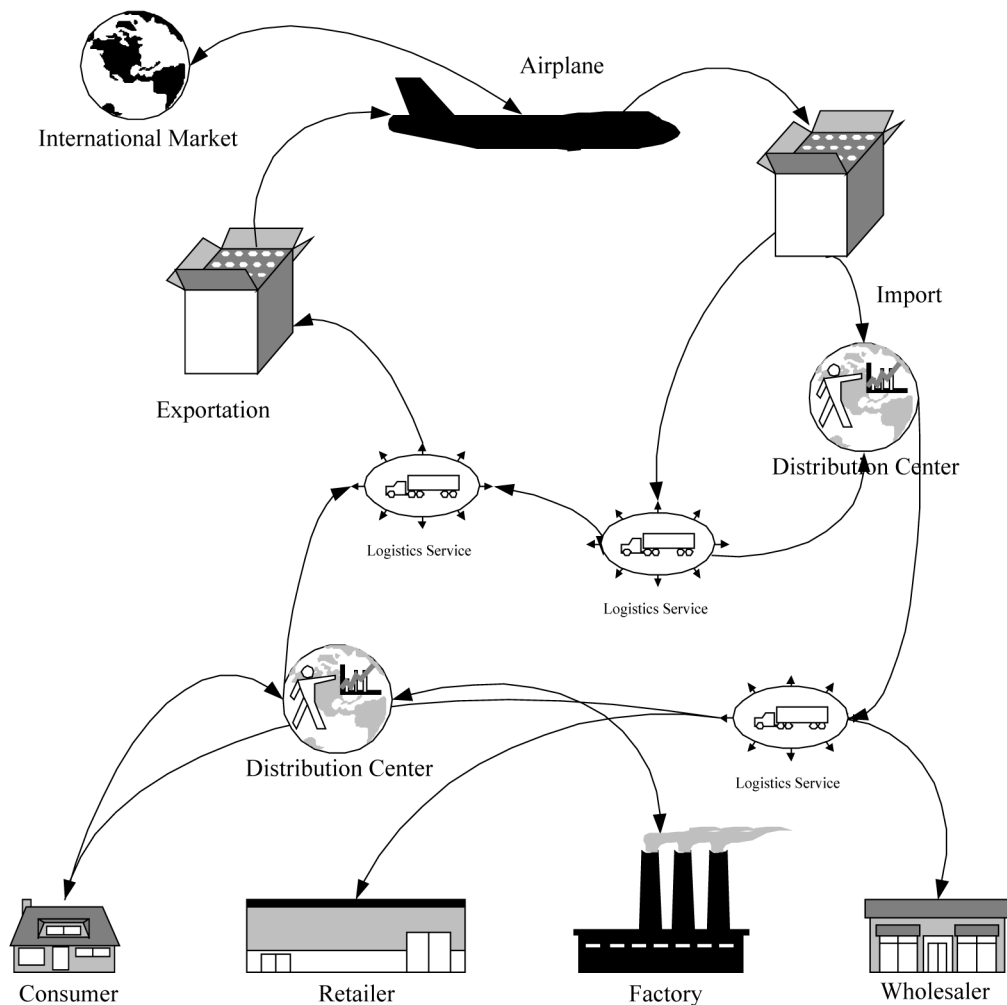 Airplane
International Market
Import
Exportation
Distribution Center
Logistics Service
Logistics Service
Distribution Center
Logistics Service
Consumer
Retailer
Factory
Wholesaler